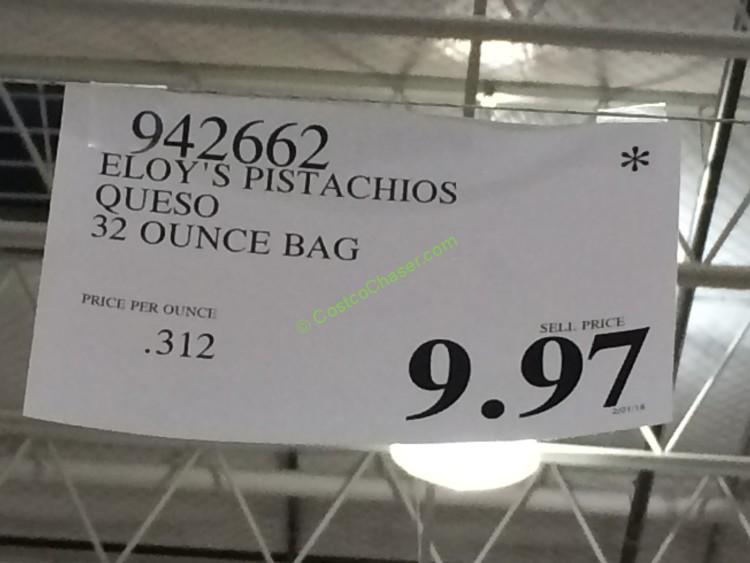 942662
*
ELOY'S PISTACHIOS
QUESO
32 OUNCE BAG
© CostcoChaser.com
PRICE PER OUNCE
.312
SELL PRICE
9.97